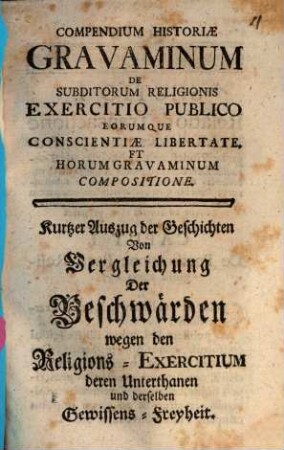 COMPENDIUM HISTORIÆ
GRAVAMINUM
DE
SUBDITORUM RELIGIONIS
EXERCITIO PUBLICO
EORUMQUE
CONSCIENTIÆ LIBERTATE.
ET
HORUM GRAVAMINUM
COMPOSITIONE.
Kurtzer Auszug der Geschichten
Von
Vergleichung
Der
Beschwärden
wegen den
Religions = EXERCITIUM
deren Unterthanen
und derselben
Gewissens = Freyheit.